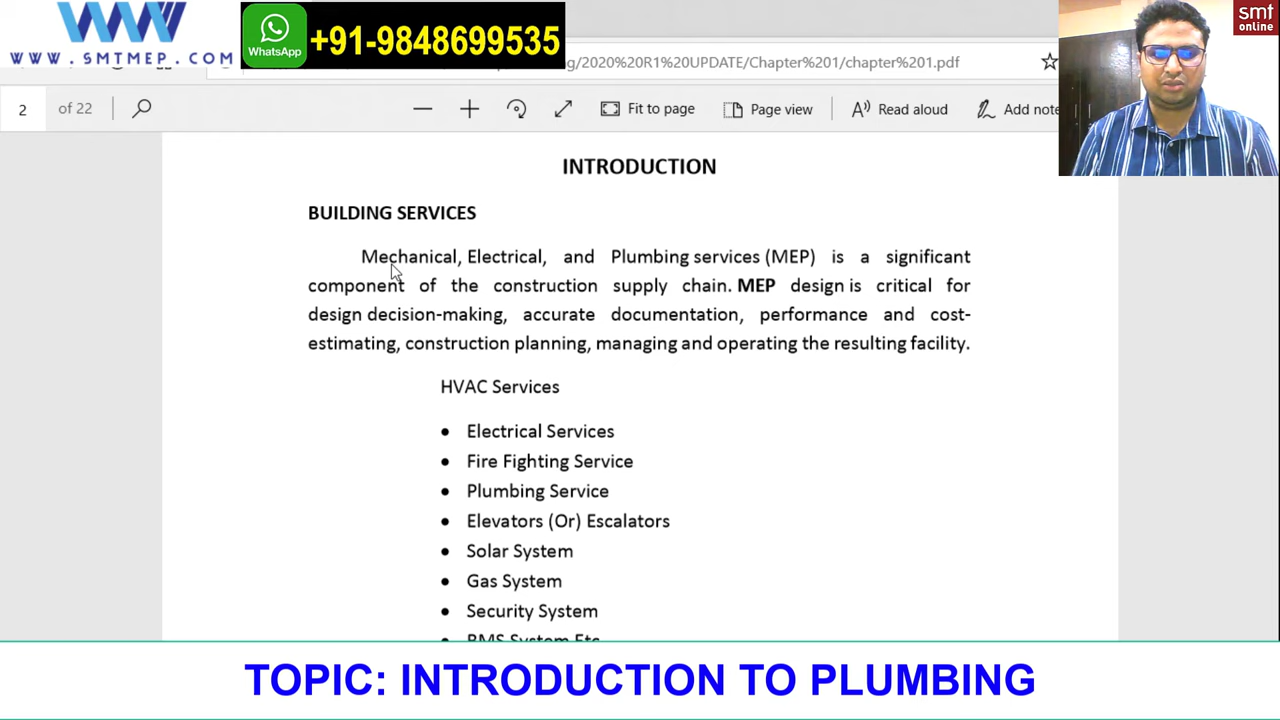 WWW.SMTMEP.COM
WhatsApp
+91-9848699535
smt
online
g/2020%20R1%20UPDATE/Chapter%201/chapter%201.pdf
2 of 22
Fit to page
Page view
Read aloud
Add note
INTRODUCTION
BUILDING SERVICES
Mechanical, Electrical, and Plumbing services (MEP) is a significant
component of the construction supply chain. MEP design is critical for
design decision-making, accurate documentation, performance and cost-
estimating, construction planning, managing and operating the resulting facility.
HVAC Services
• Electrical Services
• Fire Fighting Service
• Plumbing Service
• Elevators (Or) Escalators
• Solar System
• Gas System
• Security System
• BMS System Etc
TOPIC: INTRODUCTION TO PLUMBING